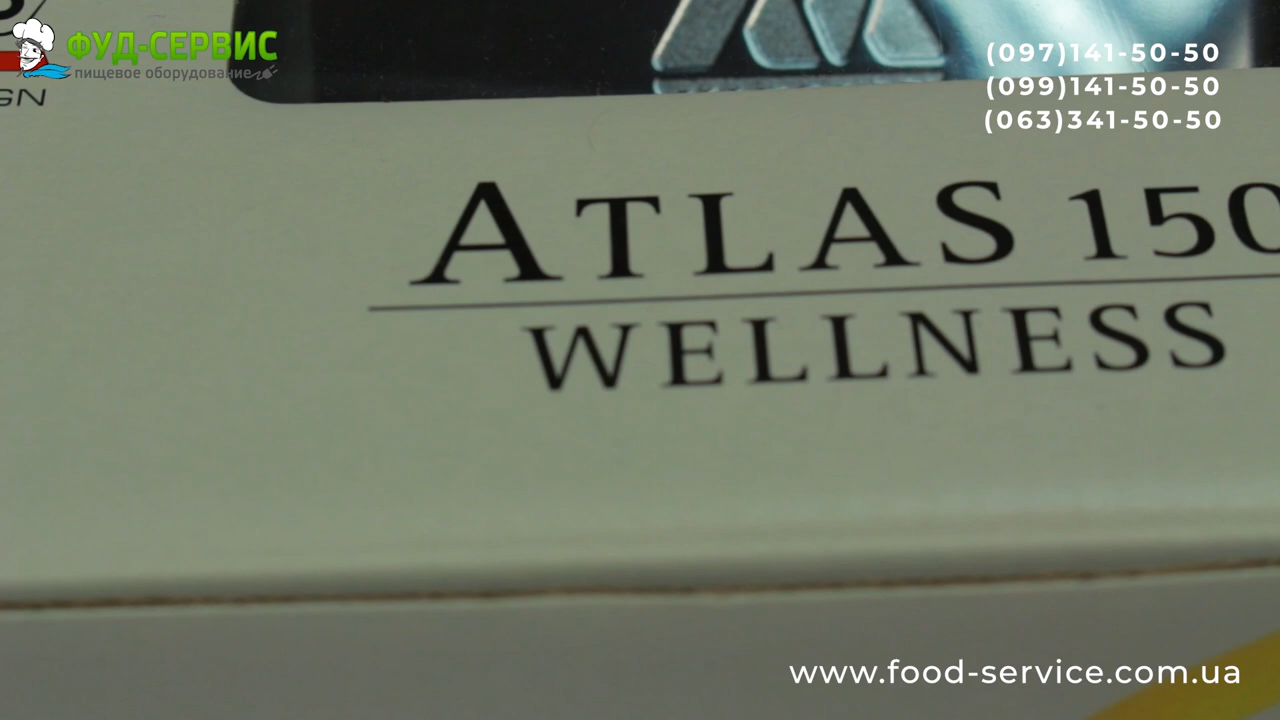 ФУД-СЕРВИС
пищевое оборудование
(097)141-50-50
(099)141-50-50
(063)341-50-50
ATLAS 150
WELLNESS
www.food-service.com.ua